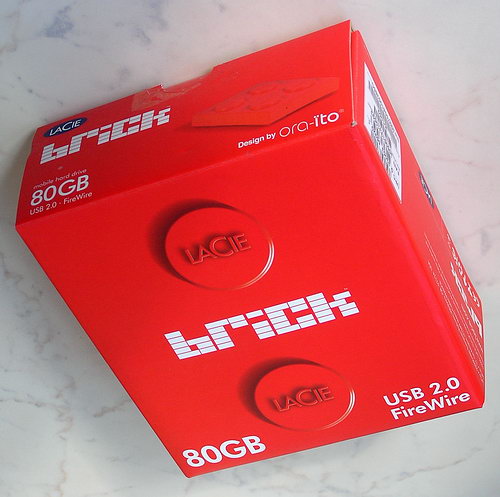 LACIE
brick
mobile hard drive
80GB
USB 2.0 · FireWire
Design by ora-ïto
LACIE
brick™
LACIE
80GB
USB 2.0
FireWire